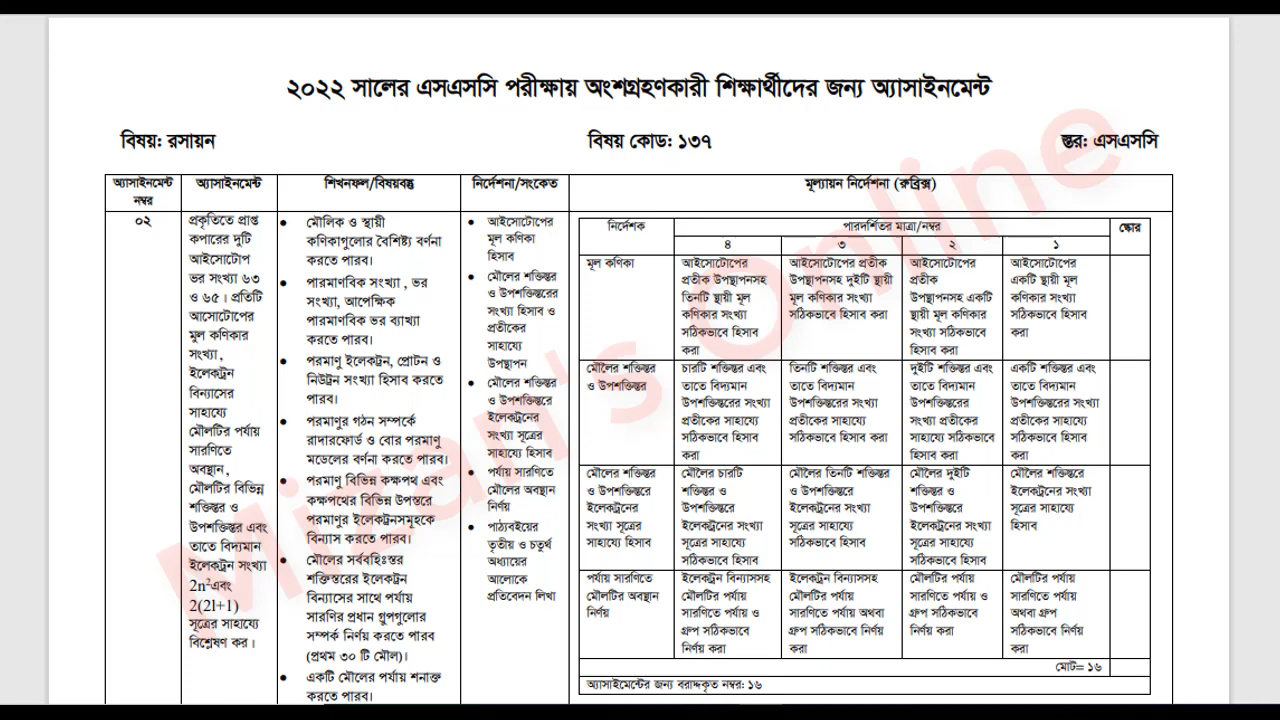 ২০২২ সালের এসএসসি পরীক্ষায় অংশগ্রহণকারী শিক্ষার্থীদের জন্য অ্যাসাইনমেন্ট
বিষয়: রসায়ন
বিষয় কোড: ১৩৭
স্তর: এসএসসি
অ্যাসাইনমেন্ট
নম্বর
অ্যাসাইনমেন্ট
শিখনফল/বিষয়বস্তু
নির্দেশনা/সংকেত
মূল্যায়ন নির্দেশনা (রুব্রিক্স)
০২
প্রকৃতিতে প্রাপ্ত
কপারের দুটি
আইসোটোপ
ভর সংখ্যা ৬৩
ও ৬৫। প্রতিটি
আসোটোপের
মুল কণিকার
সংখ্যা,
ইলেকট্রন
বিন্যাসের
সাহায্যে
মৌলটির পর্যায়
সারণিতে
অবস্থান,
মৌলটির বিভিন্ন
শক্তিস্তর ও
উপশক্তিস্তর এবং
তাতে বিদ্যমান
ইলেকট্রন সংখ্যা
2n²এবং
2(2l+1)
সূত্রের সাহায্যে
বিশ্লেষণ কর।
● মৌলিক ও স্থায়ী
কণিকাগুলোর বৈশিষ্ট্য বর্ণনা
করতে পারব।
● পারমাণবিক সংখ্যা, ভর
সংখ্যা, আপেক্ষিক
পারমাণবিক ভর ব্যাখ্যা
করতে পারব।
● পরমাণু ইলেকট্রন, প্রোটন ও
নিউট্রন সংখ্যা হিসাব করতে
পারব।
● পরমাণুর গঠন সম্পর্কে
রাদারফোর্ড ও বোর পরমাণু
মডেলের বর্ণনা করতে পারব।
● পরমাণু বিভিন্ন কক্ষপথ এবং
কক্ষপথের বিভিন্ন উপস্তরে
পরমাণুর ইলেকট্রনসমূহকে
বিন্যাস করতে পারব।
● মৌলের সর্ববহিঃস্তর
শক্তিস্তরের ইলেকট্রন
বিন্যাসের সাথে পর্যায়
সারণির প্রধান গ্রুপগুলোর
সম্পর্ক নির্ণয় করতে পারব
(প্রথম ৩০ টি মৌল)।
● একটি মৌলের পর্যায় শনাক্ত
করতে পারব।
● আইসোটোপের
মূল কণিকা
হিসাব
● মৌলের শক্তিস্তর
ও উপশক্তিস্তরের
সংখ্যা হিসাব ও
প্রতীকের
সাহায্যে
উপস্থাপন
● মৌলের শক্তিস্তর
ও উপশক্তিস্তরে
ইলেকট্রনের
সংখ্যা সূত্রের
সাহায্যে হিসাব
● পর্যায় সারণিতে
মৌলের অবস্থান
নির্ণয়
● পাঠ্যবইয়ের
তৃতীয় ও চতুর্থ
অধ্যায়ের
আলোকে
প্রতিবেদন লিখা
নির্দেশক
পারদর্শিতার মাত্রা/নম্বর
স্কোর
৪
৩
২
১
মূল কণিকা
আইসোটোপের
প্রতীক উপস্থাপনসহ
তিনটি স্থায়ী মূল
কণিকার সংখ্যা
সঠিকভাবে হিসাব
করা
আইসোটোপের প্রতীক
উপস্থাপনসহ দুইটি স্থায়ী
মূল কণিকার সংখ্যা
সঠিকভাবে হিসাব করা
আইসোটোপের
প্রতীক
উপস্থাপনসহ একটি
স্থায়ী মূল কণিকার
সংখ্যা সঠিকভাবে
হিসাব করা
আইসোটোপের
একটি স্থায়ী মূল
কণিকার সংখ্যা
সঠিকভাবে হিসাব
করা
মৌলের শক্তিস্তর
ও উপশক্তিস্তর
চারটি শক্তিস্তর এবং
তাতে বিদ্যমান
উপশক্তিস্তরের সংখ্যা
প্রতীকের সাহায্যে
সঠিকভাবে হিসাব
করা
তিনটি শক্তিস্তর এবং
তাতে বিদ্যমান
উপশক্তিস্তরের সংখ্যা
প্রতীকের সাহায্যে
সঠিকভাবে হিসাব করা
দুইটি শক্তিস্তর এবং
তাতে বিদ্যমান
উপশক্তিস্তরের
সংখ্যা প্রতীকের
সাহায্যে সঠিকভাবে
হিসাব করা
একটি শক্তিস্তর এবং
তাতে বিদ্যমান
উপশক্তিস্তরের সংখ্যা
প্রতীকের সাহায্যে
সঠিকভাবে হিসাব
করা
মৌলের শক্তিস্তর
ও উপশক্তিস্তরে
ইলেকট্রনের
সংখ্যা সূত্রের
সাহায্যে হিসাব
মৌলের চারটি
শক্তিস্তর ও
উপশক্তিস্তরে
ইলেকট্রনের সংখ্যা
সূত্রের সাহায্যে
সঠিকভাবে হিসাব
মৌলের তিনটি শক্তিস্তর
ও উপশক্তিস্তরে
ইলেকট্রনের সংখ্যা
সূত্রের সাহায্যে
সঠিকভাবে হিসাব
মৌলের দুইটি
শক্তিস্তর ও
উপশক্তিস্তরে
ইলেকট্রনের সংখ্যা
সূত্রের সাহায্যে
সঠিকভাবে হিসাব
মৌলের শক্তিস্তরে
ইলেকট্রনের সংখ্যা
সূত্রের সাহায্যে
হিসাব
পর্যায় সারণিতে
মৌলটির অবস্থান
নির্ণয়
ইলেকট্রন বিন্যাসসহ
মৌলটির পর্যায়
সারণিতে পর্যায় ও
গ্রুপ সঠিকভাবে
নির্ণয় করা
ইলেকট্রন বিন্যাসসহ
মৌলটির পর্যায়
সারণিতে পর্যায় অথবা
গ্রুপ সঠিকভাবে নির্ণয়
করা
মৌলটির পর্যায়
সারণিতে পর্যায় ও
গ্রুপ সঠিকভাবে
নির্ণয় করা
মৌলটির পর্যায়
সারণিতে পর্যায়
অথবা গ্রুপ
সঠিকভাবে নির্ণয়
করা
মোট= ১৬
অ্যাসাইমেন্টের জন্য বরাদ্দকৃত নম্বর: ১৬
Mizan's Online